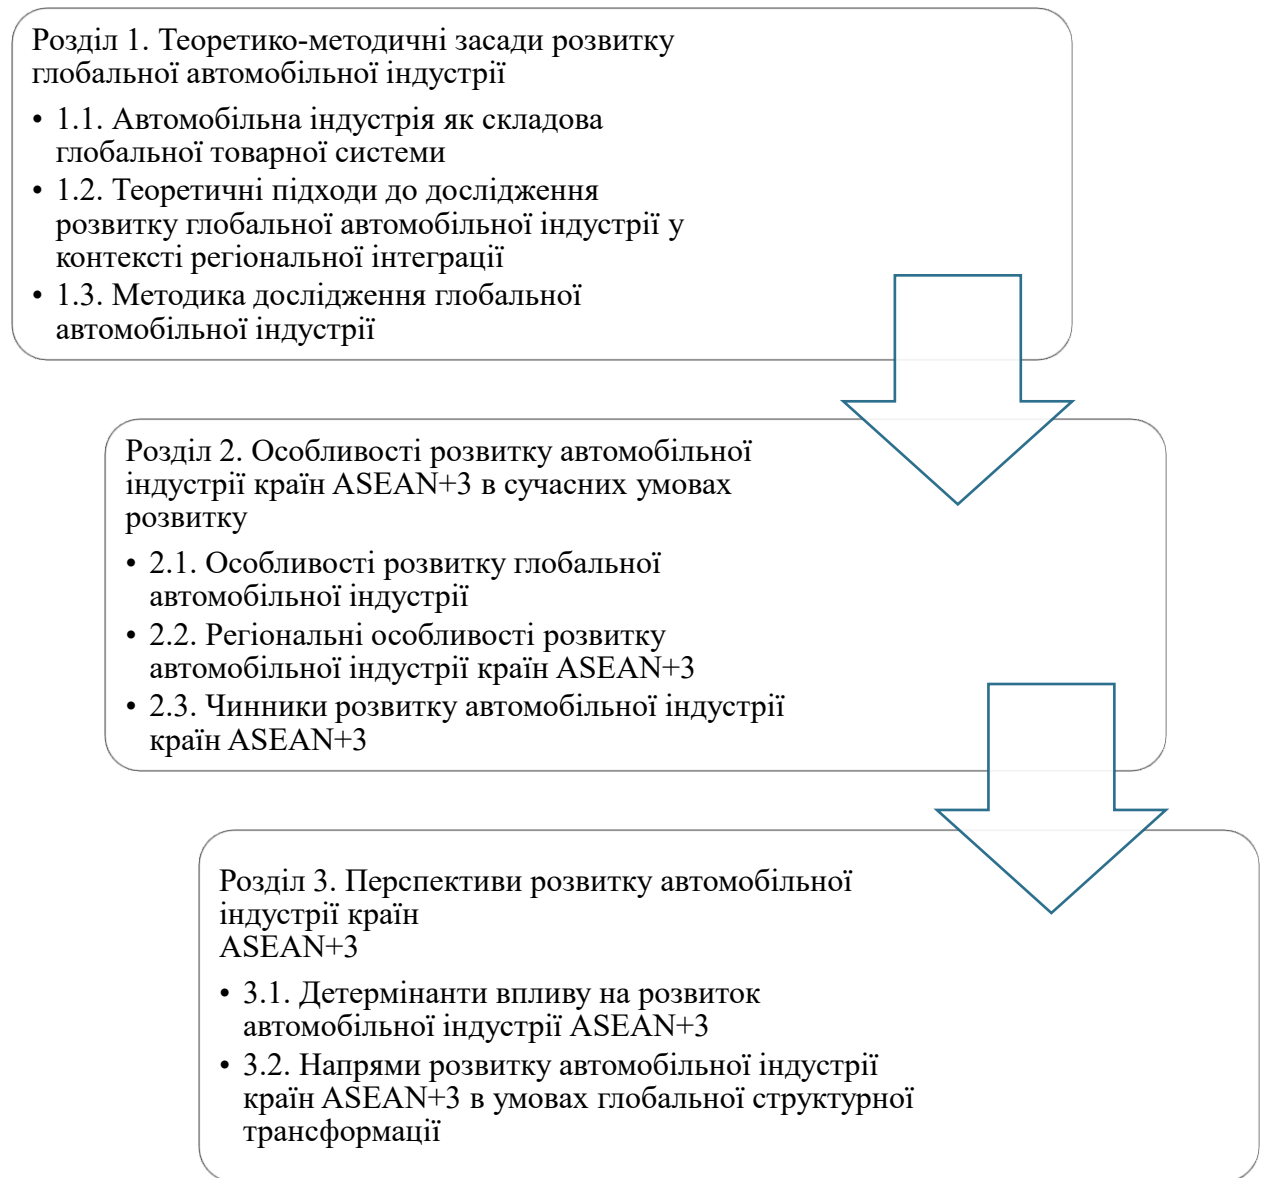 Розділ 1. Теоретико-методичні засади розвитку
глобальної автомобільної індустрії
• 1.1. Автомобільна індустрія як складова
глобальної товарної системи
• 1.2. Теоретичні підходи до дослідження
розвитку глобальної автомобільної індустрії у
контексті регіональної інтеграції
• 1.3. Методика дослідження глобальної
автомобільної індустрії
Розділ 2. Особливості розвитку автомобільної
індустрії країн ASEAN+3 в сучасних умовах
розвитку
• 2.1. Особливості розвитку глобальної
автомобільної індустрії
• 2.2. Регіональні особливості розвитку
автомобільної індустрії країн ASEAN+3
• 2.3. Чинники розвитку автомобільної індустрії
країн ASEAN+3
Розділ 3. Перспективи розвитку автомобільної
індустрії країн
ASEAN+3
• 3.1. Детермінанти впливу на розвиток
автомобільної індустрії ASEAN+3
• 3.2. Напрями розвитку автомобільної індустрії
країн ASEAN+3 в умовах глобальної структурної
трансформації